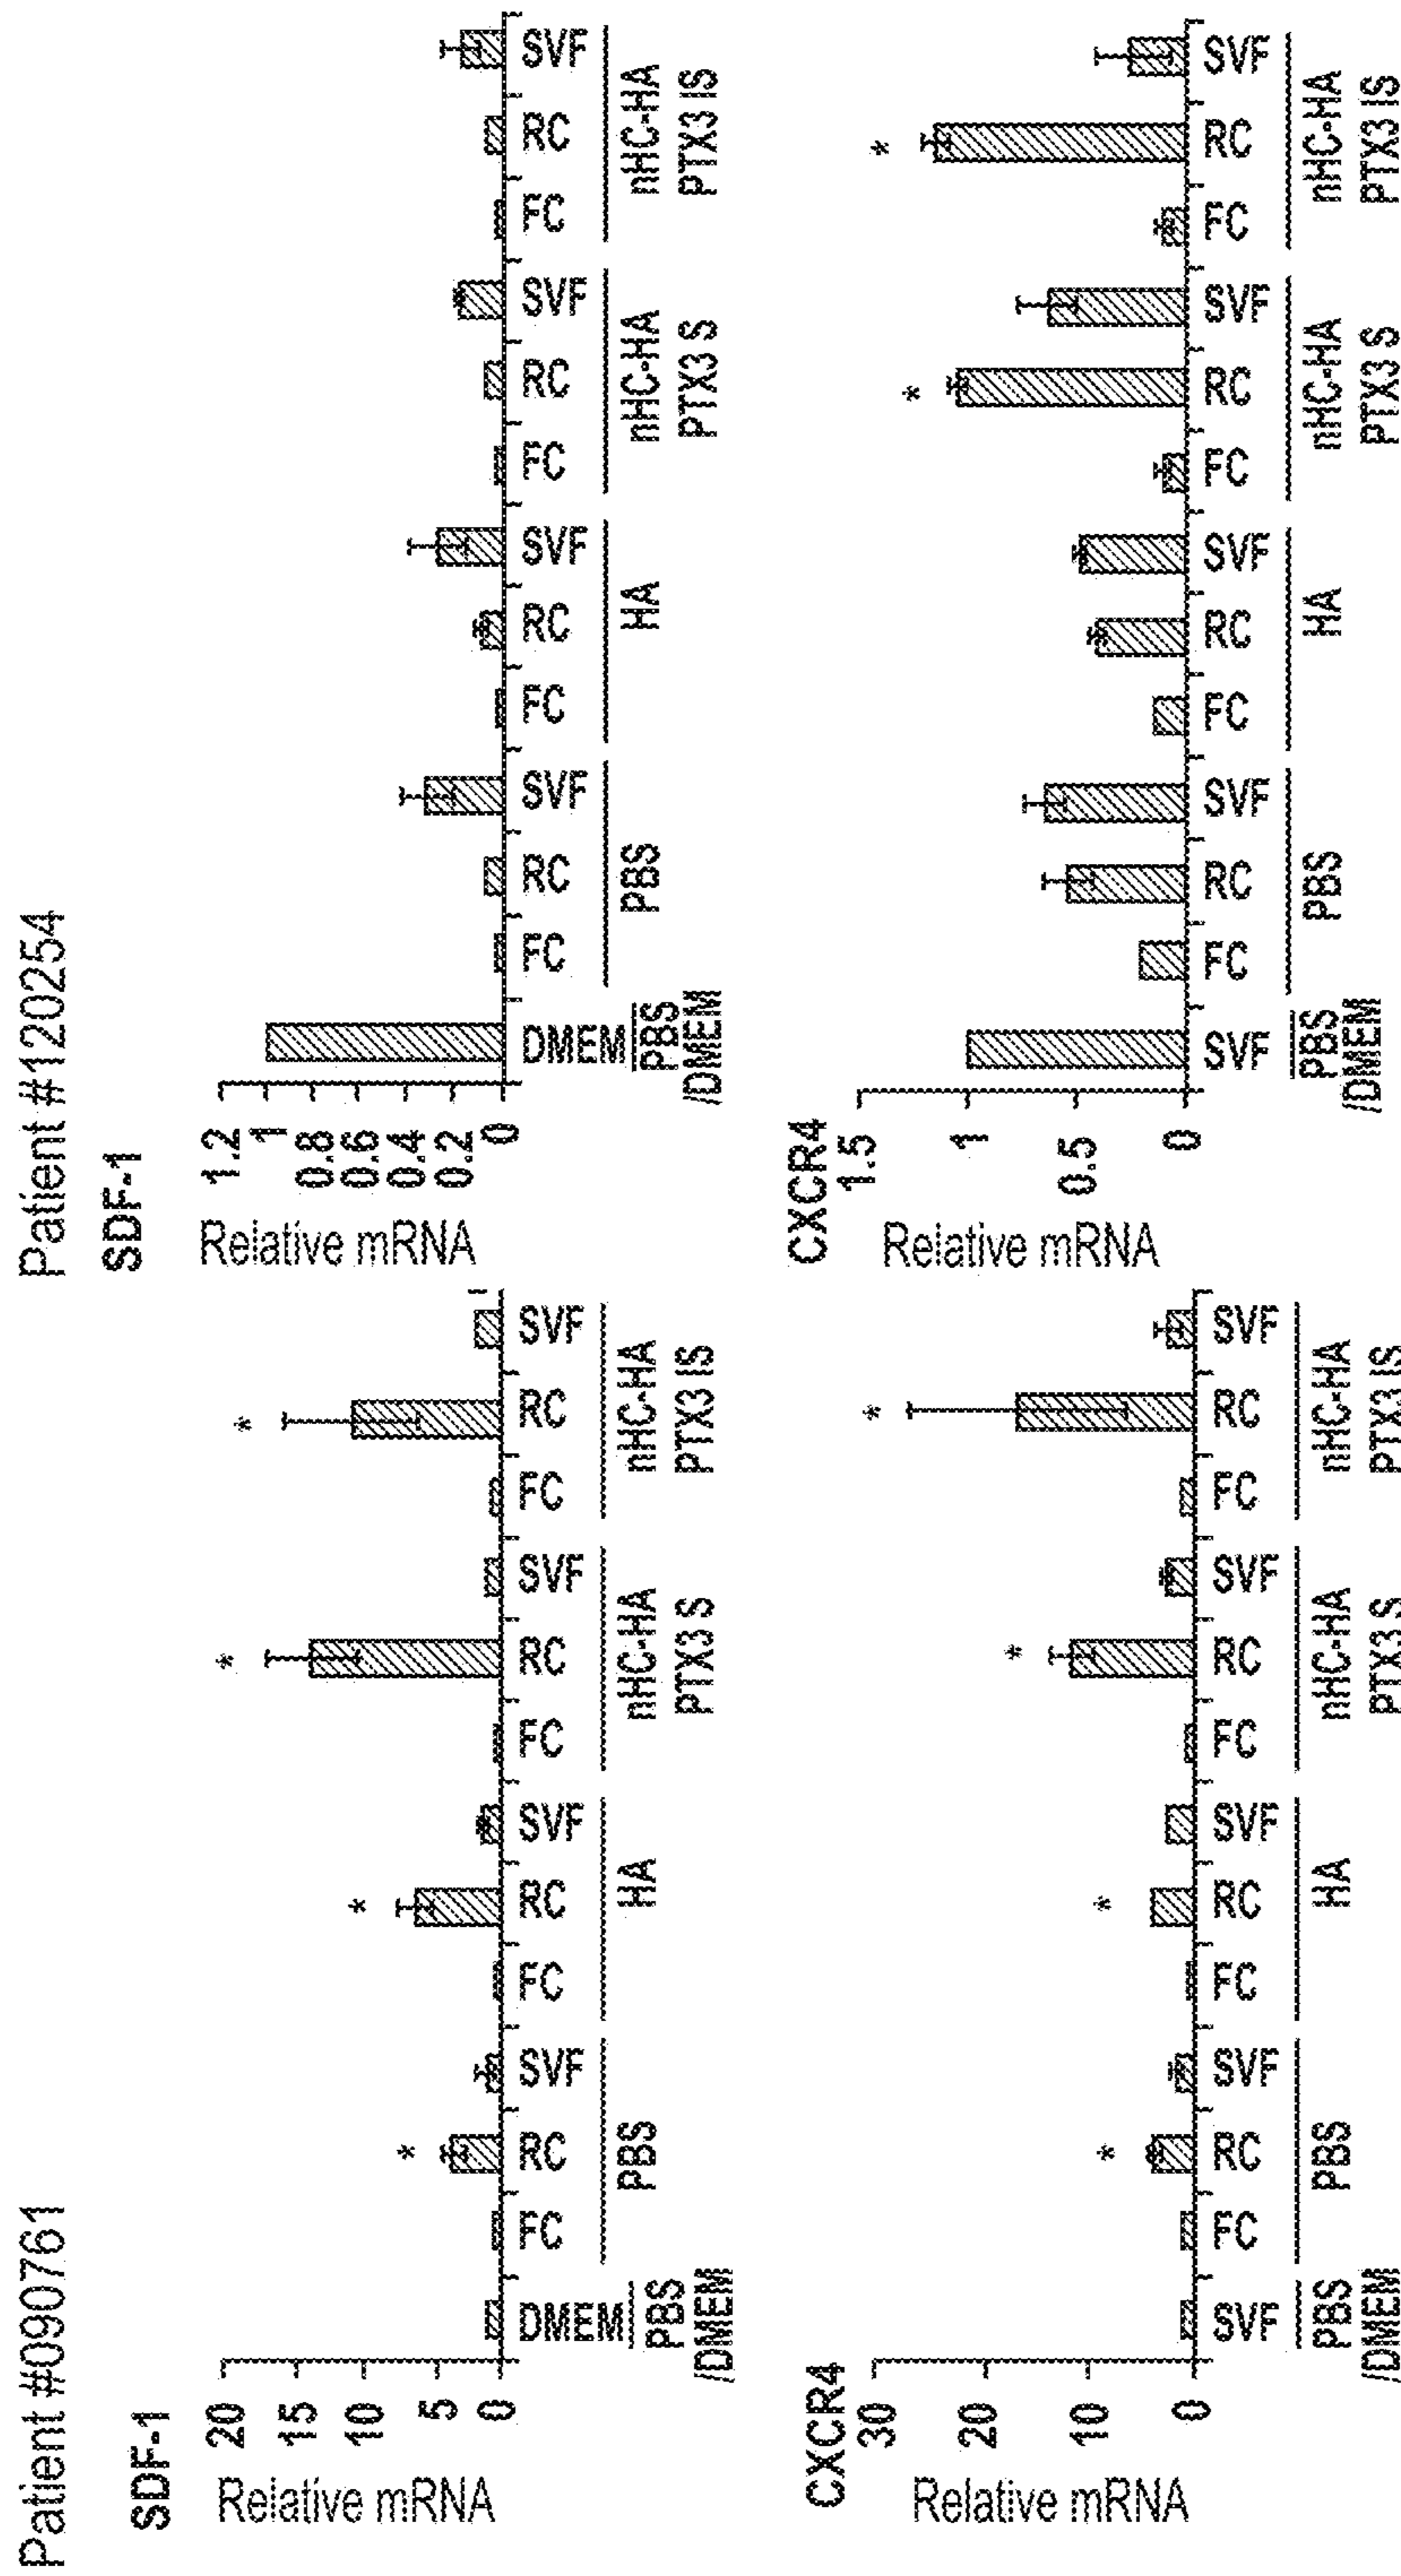 Patient #090761
SDF-1
Relative mRNA
20
15
10
5
0
DMEM FC RC SVF FC RC SVF FC RC SVF FC RC SVF
PBS PBS HA nHC-HA nHC-HA
/DMEM PTX3 S PTX3 IS
* * * *
CXCR4
Relative mRNA
30
20
10
0
SVF FC RC SVF FC RC SVF FC RC SVF FC RC SVF
PBS PBS HA nHC-HA nHC-HA
/DMEM PTX3 S PTX3 IS
* * * *
Patient #120254
SDF-1
Relative mRNA
1.2
1
0.8
0.6
0.4
0.2
0
DMEM FC RC SVF FC RC SVF FC RC SVF FC RC SVF
PBS PBS HA nHC-HA nHC-HA
/DMEM PTX3 S PTX3 IS
CXCR4
Relative mRNA
1.5
1
0.5
0
SVF FC RC SVF FC RC SVF FC RC SVF FC RC SVF
PBS PBS HA nHC-HA nHC-HA
/DMEM PTX3 S PTX3 IS
* *